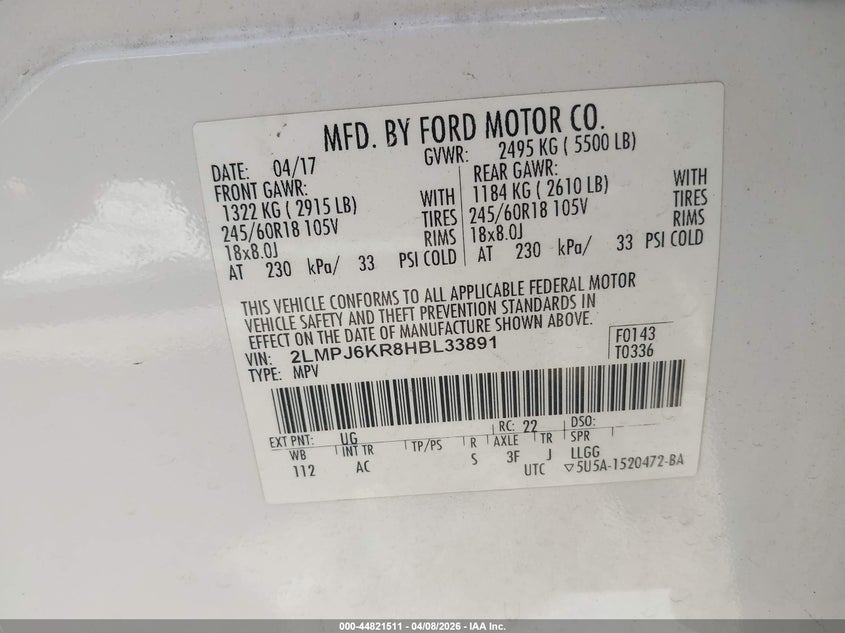 MFD. BY FORD MOTOR CO.
DATE: 04/17 GVWR: 2495 KG ( 5500 LB)
FRONT GAWR: REAR GAWR:
1322 KG ( 2915 LB) WITH 1184 KG ( 2610 LB) WITH
245/60R18 105V TIRES 245/60R18 105V TIRES
18x8.0J RIMS 18x8.0J RIMS
AT 230 kPa/ 33 PSI COLD AT 230 kPa/ 33 PSI COLD
THIS VEHICLE CONFORMS TO ALL APPLICABLE FEDERAL MOTOR
VEHICLE SAFETY AND THEFT PREVENTION STANDARDS IN
EFFECT ON THE DATE OF MANUFACTURE SHOWN ABOVE.
VIN: 2LMPJ6KR8HBL33891 F0143
TYPE: MPV T0336
EXT PNT: UG RC: 22 DSO:
WB INT TR TP/PS R AXLE TR SPR
112 AC S 3F J LLGG
UTC ▽5U5A-1520472-BA
000-44821511 - 04/08/2026 - IAA Inc.